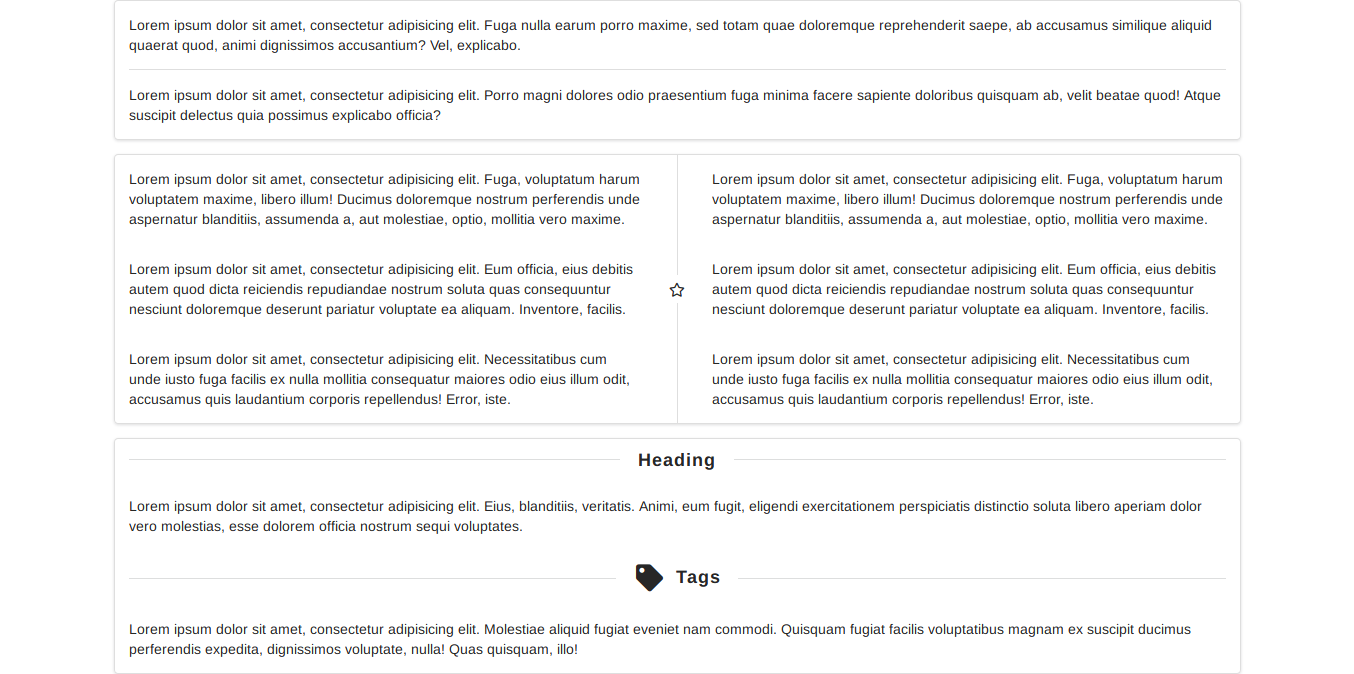 Lorem ipsum dolor sit amet, consectetur adipisicing elit. Fuga nulla earum porro maxime, sed totam quae doloremque reprehenderit saepe, ab accusamus similique aliquid
quaerat quod, animi dignissimos accusantium? Vel, explicabo.
Lorem ipsum dolor sit amet, consectetur adipisicing elit. Porro magni dolores odio praesentium fuga minima facere sapiente doloribus quisquam ab, velit beatae quod! Atque
suscipit delectus quia possimus explicabo officia?
Lorem ipsum dolor sit amet, consectetur adipisicing elit. Fuga, voluptatum harum
voluptatem maxime, libero illum! Ducimus doloremque nostrum perferendis unde
aspernatur blanditiis, assumenda a, aut molestiae, optio, mollitia vero maxime.
Lorem ipsum dolor sit amet, consectetur adipisicing elit. Eum officia, eius debitis
autem quod dicta reiciendis repudiandae nostrum soluta quas consequuntur
nesciunt doloremque deserunt pariatur voluptate ea aliquam. Inventore, facilis.
Lorem ipsum dolor sit amet, consectetur adipisicing elit. Necessitatibus cum
unde iusto fuga facilis ex nulla mollitia consequatur maiores odio eius illum odit,
accusamus quis laudantium corporis repellendus! Error, iste.
Lorem ipsum dolor sit amet, consectetur adipisicing elit. Fuga, voluptatum harum
voluptatem maxime, libero illum! Ducimus doloremque nostrum perferendis unde
aspernatur blanditiis, assumenda a, aut molestiae, optio, mollitia vero maxime.
Lorem ipsum dolor sit amet, consectetur adipisicing elit. Eum officia, eius debitis
autem quod dicta reiciendis repudiandae nostrum soluta quas consequuntur
nesciunt doloremque deserunt pariatur voluptate ea aliquam. Inventore, facilis.
Lorem ipsum dolor sit amet, consectetur adipisicing elit. Necessitatibus cum
unde iusto fuga facilis ex nulla mollitia consequatur maiores odio eius illum odit,
accusamus quis laudantium corporis repellendus! Error, iste.
Heading
Lorem ipsum dolor sit amet, consectetur adipisicing elit. Eius, blanditiis, veritatis. Animi, eum fugit, eligendi exercitationem perspiciatis distinctio soluta libero aperiam dolor
vero molestias, esse dolorem officia nostrum sequi voluptates.
Tags
Lorem ipsum dolor sit amet, consectetur adipisicing elit. Molestiae aliquid fugiat eveniet nam commodi. Quisquam fugiat facilis voluptatibus magnam ex suscipit ducimus
perferendis expedita, dignissimos voluptate, nulla! Quas quisquam, illo!